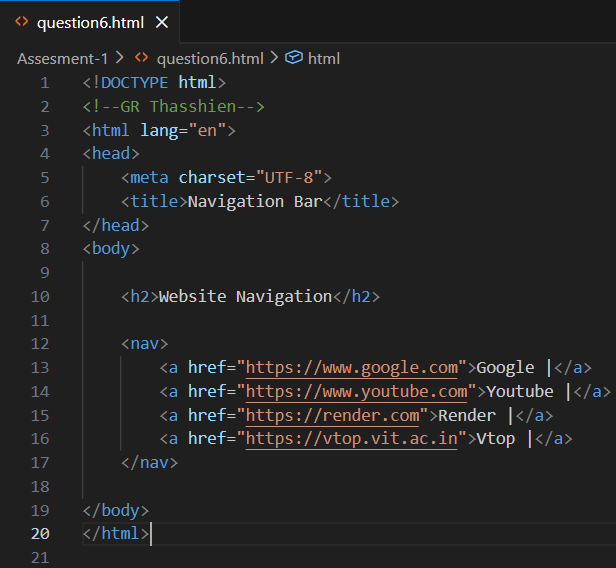 question6.html
Assesment-1 > question6.html > html
1 <!DOCTYPE html>
2 <!--GR Thasshien-->
3 <html lang="en">
4 <head>
5     <meta charset="UTF-8">
6     <title>Navigation Bar</title>
7 </head>
8 <body>
9
10     <h2>Website Navigation</h2>
11
12     <nav>
13         <a href="https://www.google.com">Google |</a>
14         <a href="https://www.youtube.com">Youtube |</a>
15         <a href="https://render.com">Render |</a>
16         <a href="https://vtop.vit.ac.in">Vtop |</a>
17     </nav>
18
19 </body>
20 </html>
21